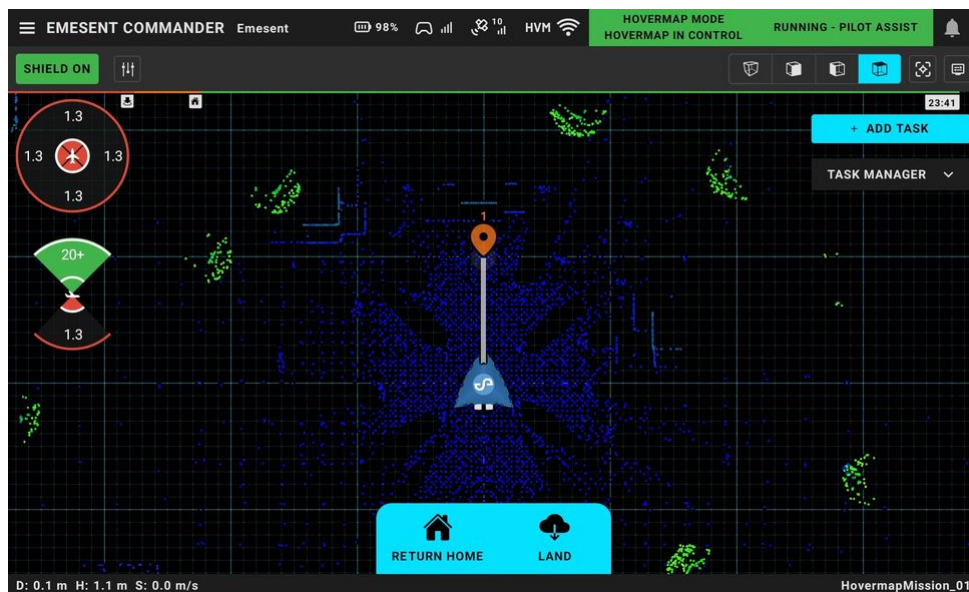 EMESENT COMMANDER Emesent 98% 10 HVM
HOVERMAP MODE
HOVERMAP IN CONTROL
RUNNING - PILOT ASSIST
SHIELD ON
23:41
+ ADD TASK
TASK MANAGER
1.3
1.3 1.3
1.3
20+
1.3
1
RETURN HOME LAND
D: 0.1 m H: 1.1 m S: 0.0 m/s
HovermapMission_01